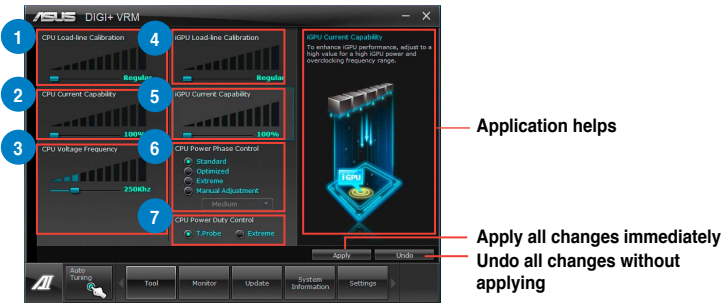 ASUS DIGI+ VRM
1
CPU Load-line Calibration
Regular
4
iGPU Load-line Calibration
Regular
iGPU Current Capability
To enhance iGPU performance, adjust to a
high value for a high iGPU power and
overclocking frequency range.
iGPU
2
CPU Current Capability
100%
5
iGPU Current Capability
100%
3
CPU Voltage Frequency
250Khz
6
CPU Power Phase Control
Standard
Optimized
Extreme
Manual Adjustment
Medium
7
CPU Power Duty Control
T.Probe Extreme
Apply Undo
Auto
Tuning
Tool
Monitor
Update
System
Information
Settings
Application helps
Apply all changes immediately
Undo all changes without
applying